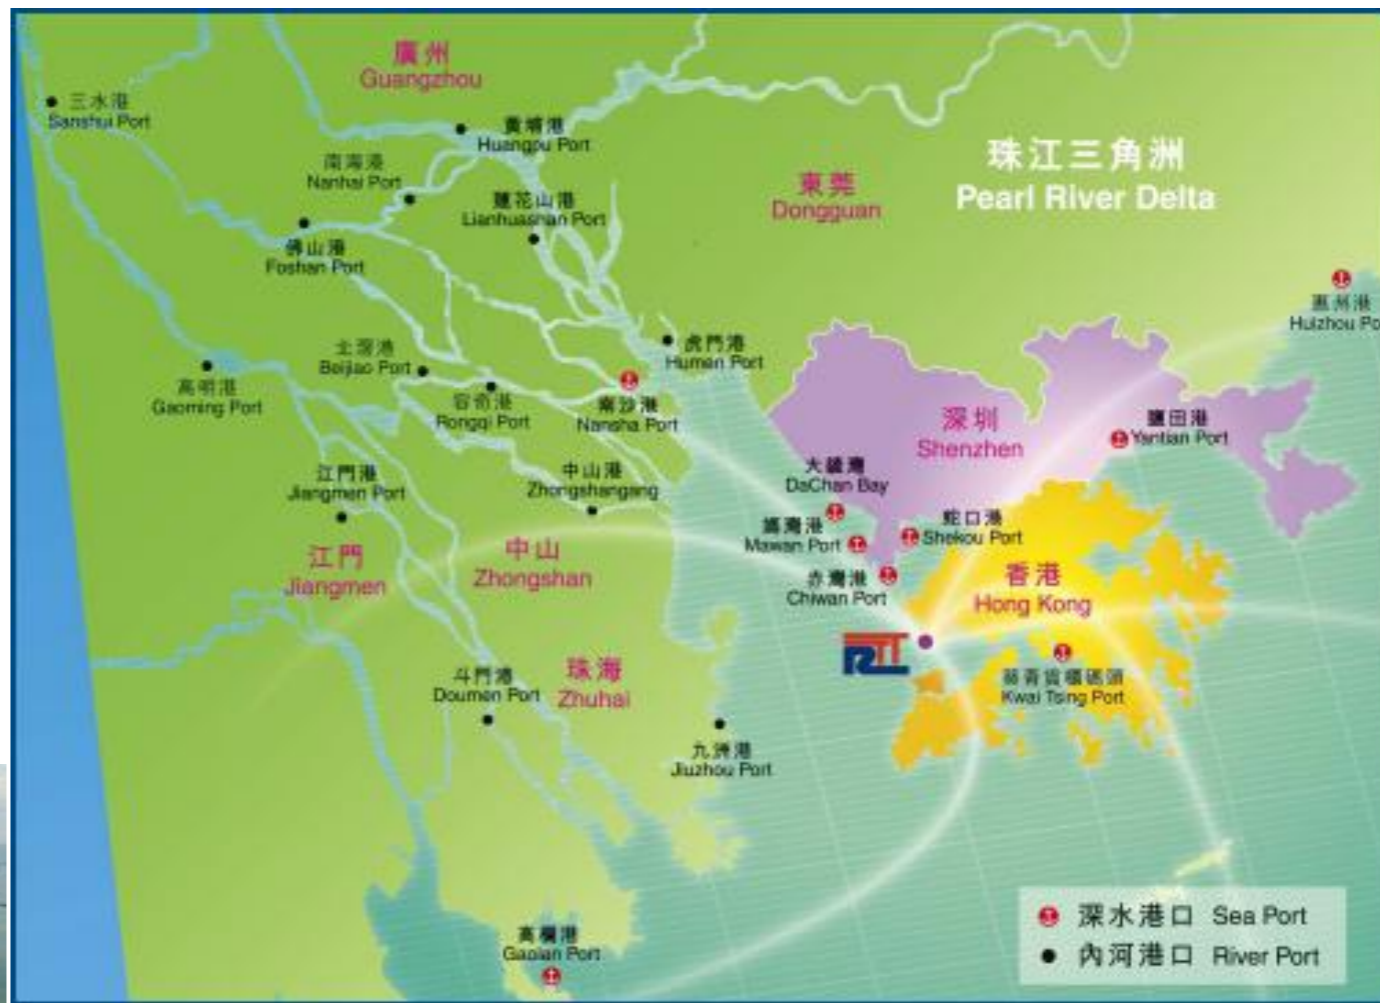 廣州
Guangzhou
三水港
Sanshui Port
黃埔港
Huangpu Port
南海港
Nanhai Port
蓮花山港
Lianhuashan Port
東莞
Dongguan
珠江三角洲
Pearl River Delta
佛山港
Foshan Port
惠州港
Huizhou Po
虎門港
Humen Port
北滘港
Beijiao Port
高明港
Gaoming Port
容奇港
Rongqi Port
南沙港
Nansha Port
深圳
Shenzhen
鹽田港
Yantian Port
大鏟灣
DaChan Bay
江門港
Jiangmen Port
中山港
Zhongshangang
媽灣港
Mawan Port
蛇口港
Shekou Port
赤灣港
Chiwan Port
江門
Jiangmen
中山
Zhongshan
香港
Hong Kong
RTT
葵青貨櫃碼頭
Kwai Tsing Port
斗門港
Doumen Port
珠海
Zhuhai
九洲港
Jiuzhou Port
高欄港
Gaolan Port
深水港口 Sea Port
內河港口 River Port